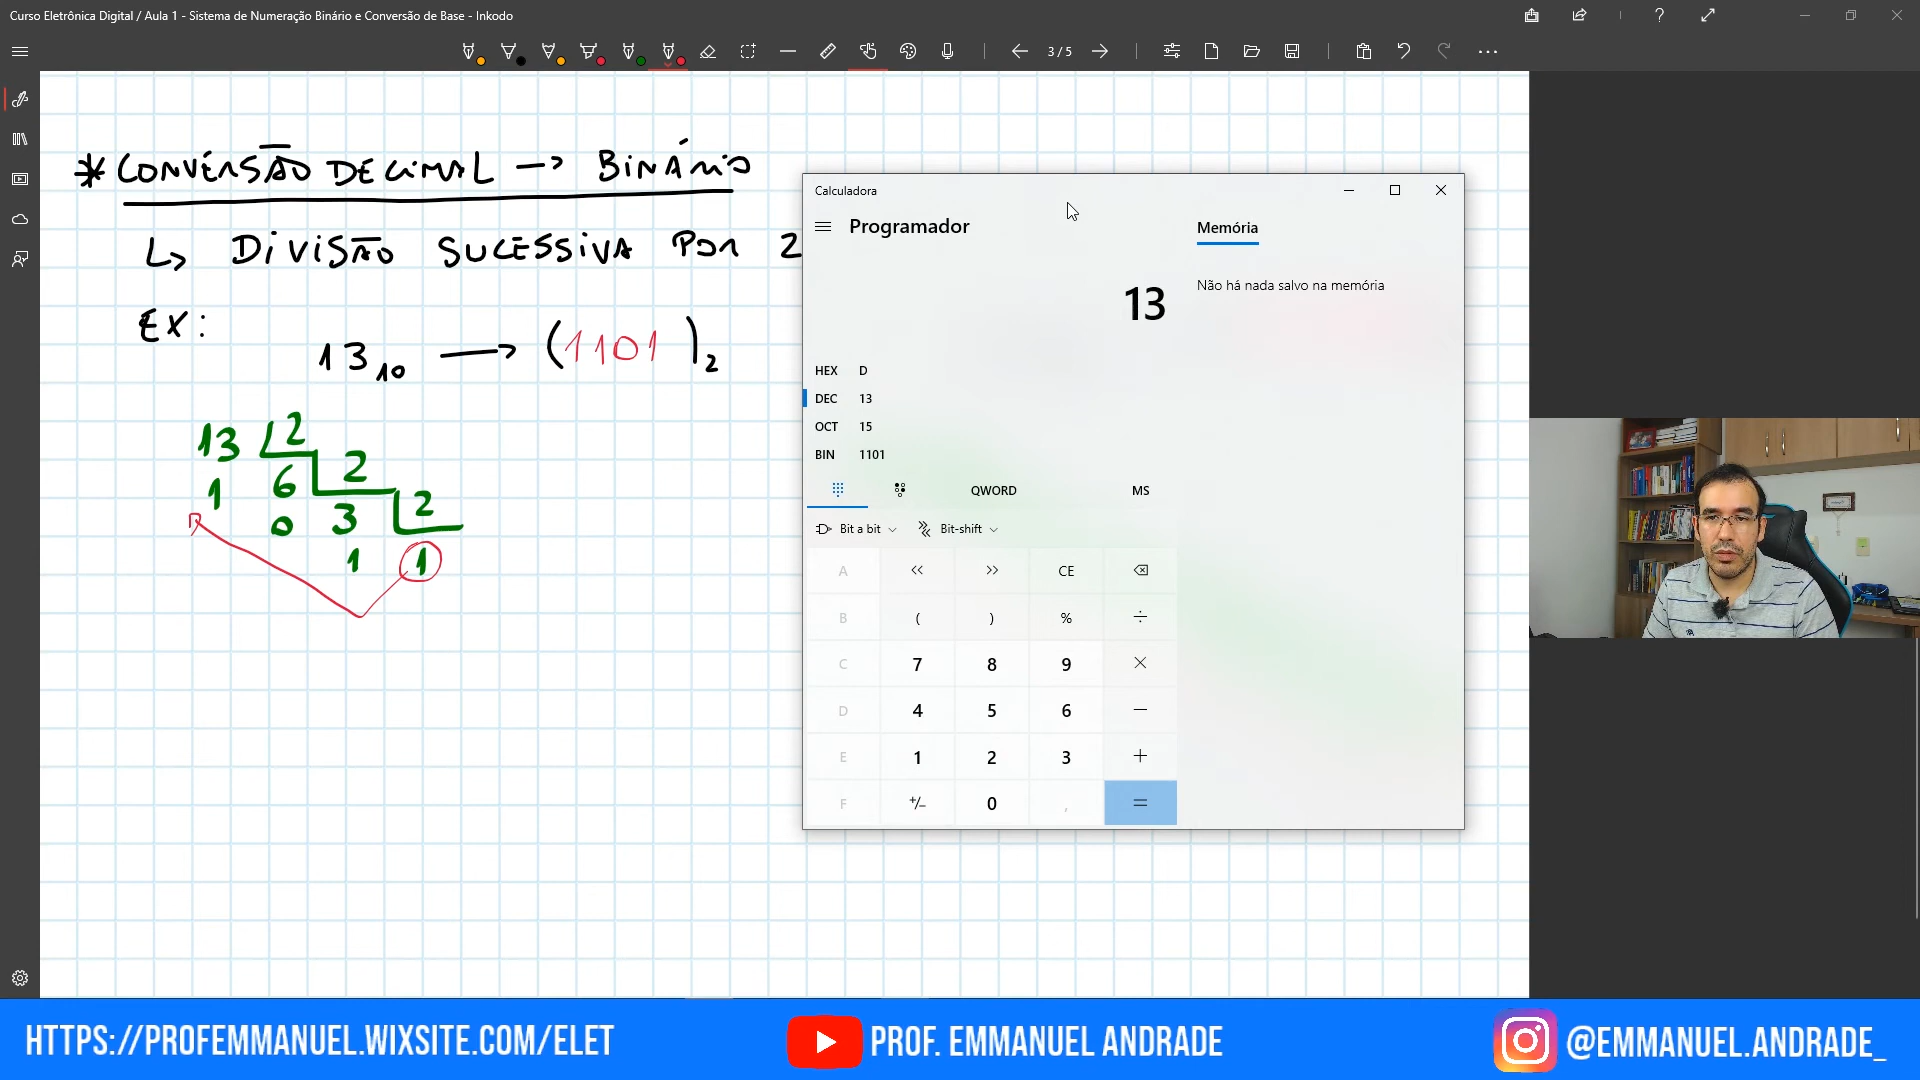 Curso Eletrônica Digital / Aula 1 - Sistema de Numeração Binário e Conversão de Base - Inkodo
3 / 5
* CONVERSÃO DECIMAL → BINÁRIO
↳ DIVISÃO SUCESSIVA POR 2
EX:
13₁₀ → (1101)₂
13 2
1 6 2
0 3 2
1 1
Calculadora
Programador
Memória
13
Não há nada salvo na memória
HEX D
DEC 13
OCT 15
BIN 1101
QWORD MS
Bit a bit Bit-shift
A << >> CE
B ( ) % ÷
C 7 8 9 ×
D 4 5 6 −
E 1 2 3 +
F +/− 0 , =
HTTPS://PROFEMMANUEL.WIXSITE.COM/ELET
PROF. EMMANUEL ANDRADE
@EMMANUEL.ANDRADE_